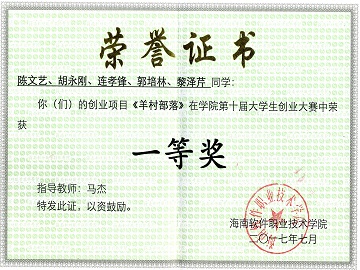 荣誉证书
陈文艺、胡永刚、连孝锋、郭培林、黎泽芹 同学：
你（们）的创业项目《羊村部落》在学院第十届大学生创业大赛中荣
获
一等奖
指导教师：马杰
特发此证，以资鼓励。
海南软件职业技术学院
二〇一七年七月